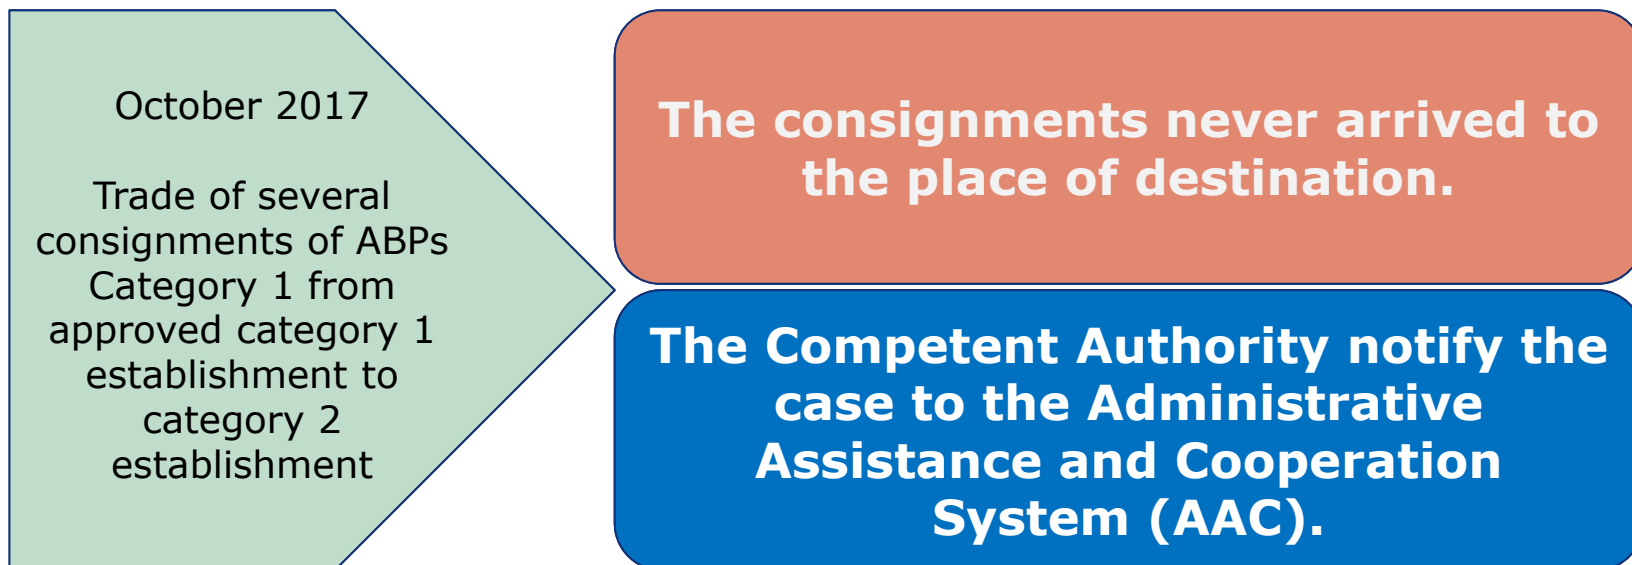 October 2017
Trade of several
consignments of ABPs
Category 1 from
approved category 1
establishment to
category 2
establishment
The consignments never arrived to
the place of destination.
The Competent Authority notify the
case to the Administrative
Assistance and Cooperation
System (AAC).